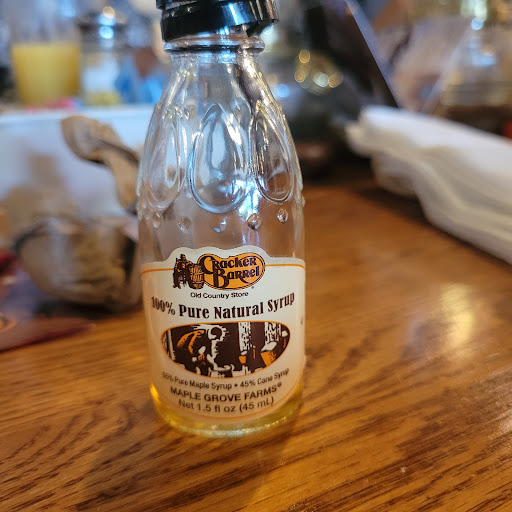 Cracker
Barrel
Old Country Store®
100% Pure Natural Syrup
55% Pure Maple Syrup • 45% Cane Syrup
MAPLE GROVE FARMS®
Net 1.5 fl oz (45 mL)